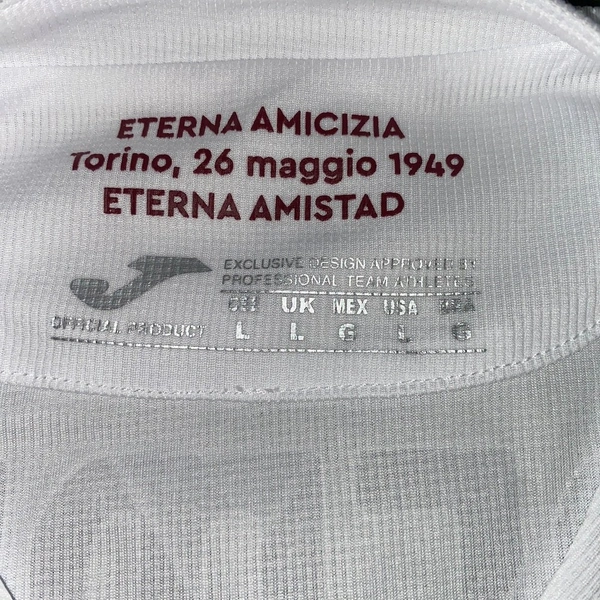 ETERNA AMICIZIA
Torino, 26 maggio 1949
ETERNA AMISTAD
EXCLUSIVE DESIGN APPROVED BY
PROFESSIONAL TEAM ATHLETES
UK MEX USA
OFFICIAL PRODUCT L L G L G